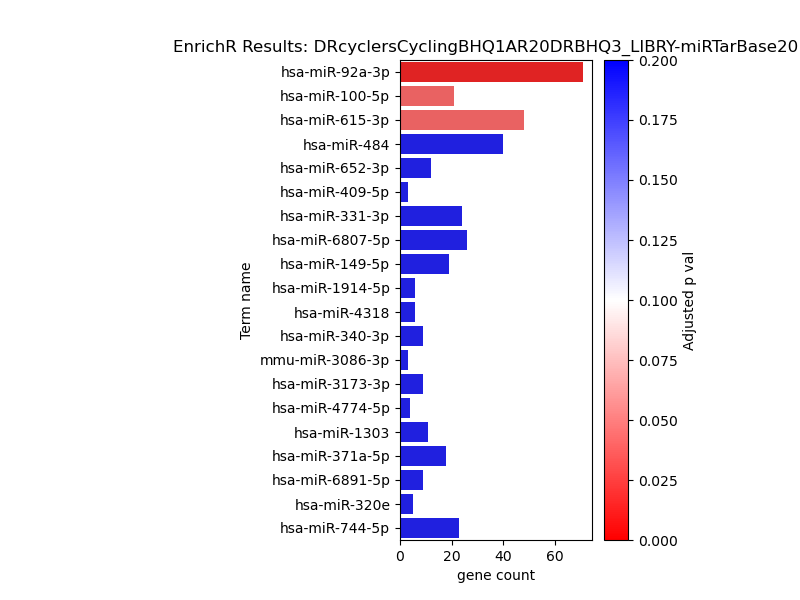 EnrichR Results: DRcyclersCyclingBHQ1AR20DRBHQ3_LIBRY-miRTarBase20
Term name
hsa-miR-92a-3p
hsa-miR-100-5p
hsa-miR-615-3p
hsa-miR-484
hsa-miR-652-3p
hsa-miR-409-5p
hsa-miR-331-3p
hsa-miR-6807-5p
hsa-miR-149-5p
hsa-miR-1914-5p
hsa-miR-4318
hsa-miR-340-3p
mmu-miR-3086-3p
hsa-miR-3173-3p
hsa-miR-4774-5p
hsa-miR-1303
hsa-miR-371a-5p
hsa-miR-6891-5p
hsa-miR-320e
hsa-miR-744-5p
0 20 40 60
gene count
0.200
0.175
0.150
0.125
0.100
0.075
0.050
0.025
0.000
Adjusted p val